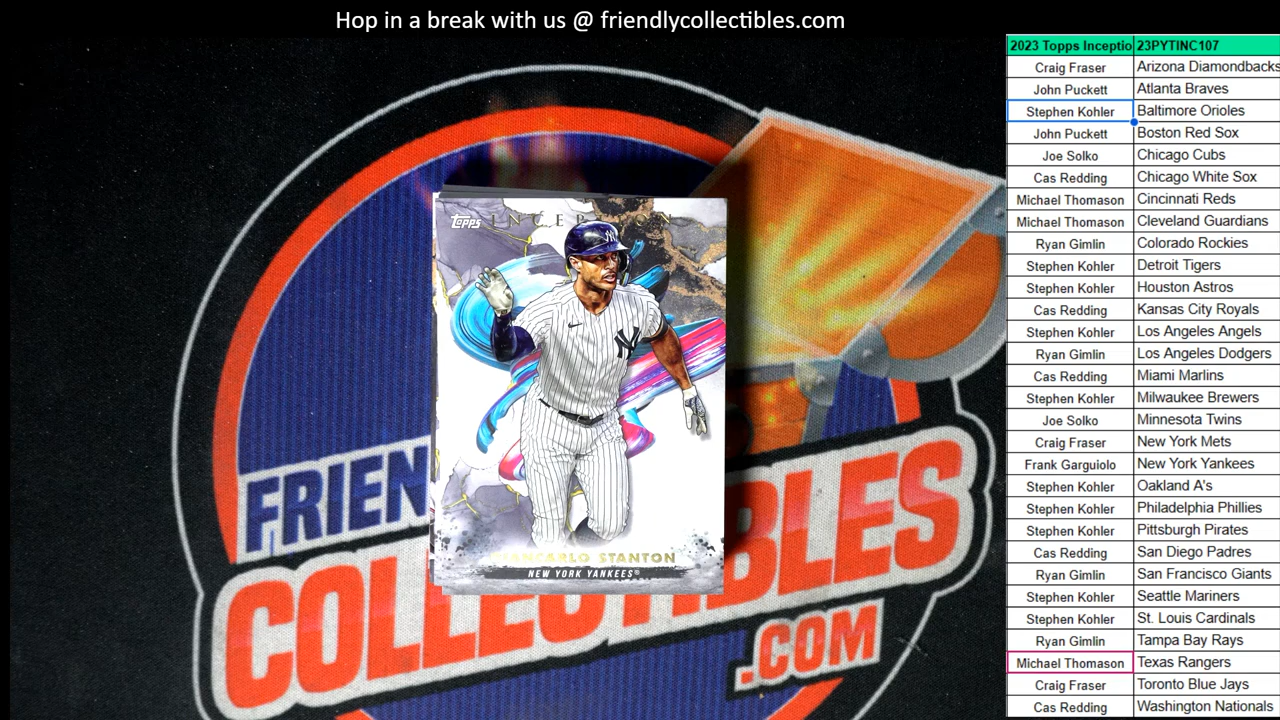 Hop in a break with us @ friendlycollectibles.com
2023 Topps Inceptio 23PYTINC107
Craig Fraser Arizona Diamondbacks
John Puckett Atlanta Braves
Stephen Kohler Baltimore Orioles
John Puckett Boston Red Sox
Joe Solko Chicago Cubs
Cas Redding Chicago White Sox
Michael Thomason Cincinnati Reds
Michael Thomason Cleveland Guardians
Ryan Gimlin Colorado Rockies
Stephen Kohler Detroit Tigers
Stephen Kohler Houston Astros
Cas Redding Kansas City Royals
Stephen Kohler Los Angeles Angels
Ryan Gimlin Los Angeles Dodgers
Cas Redding Miami Marlins
Stephen Kohler Milwaukee Brewers
Joe Solko Minnesota Twins
Craig Fraser New York Mets
Frank Garguiolo New York Yankees
Stephen Kohler Oakland A's
Stephen Kohler Philadelphia Phillies
Stephen Kohler Pittsburgh Pirates
Cas Redding San Diego Padres
Ryan Gimlin San Francisco Giants
Stephen Kohler Seattle Mariners
Stephen Kohler St. Louis Cardinals
Ryan Gimlin Tampa Bay Rays
Michael Thomason Texas Rangers
Craig Fraser Toronto Blue Jays
Cas Redding Washington Nationals
Topps INCEPTION
NY
NY
GIANCARLO STANTON
NEW YORK YANKEES®
FRIEN
COLLECTIBLES
.COM